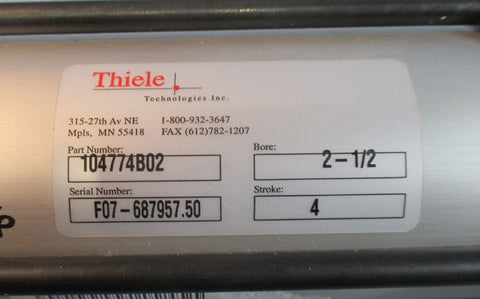 Thiele
Technologies Inc.
315-27th Av NE 1-800-932-3647
Mpls, MN 55418 FAX (612)782-1207
Part Number: Bore:
104774B02 2-1/2
Serial Number: Stroke:
F07-687957.50 4